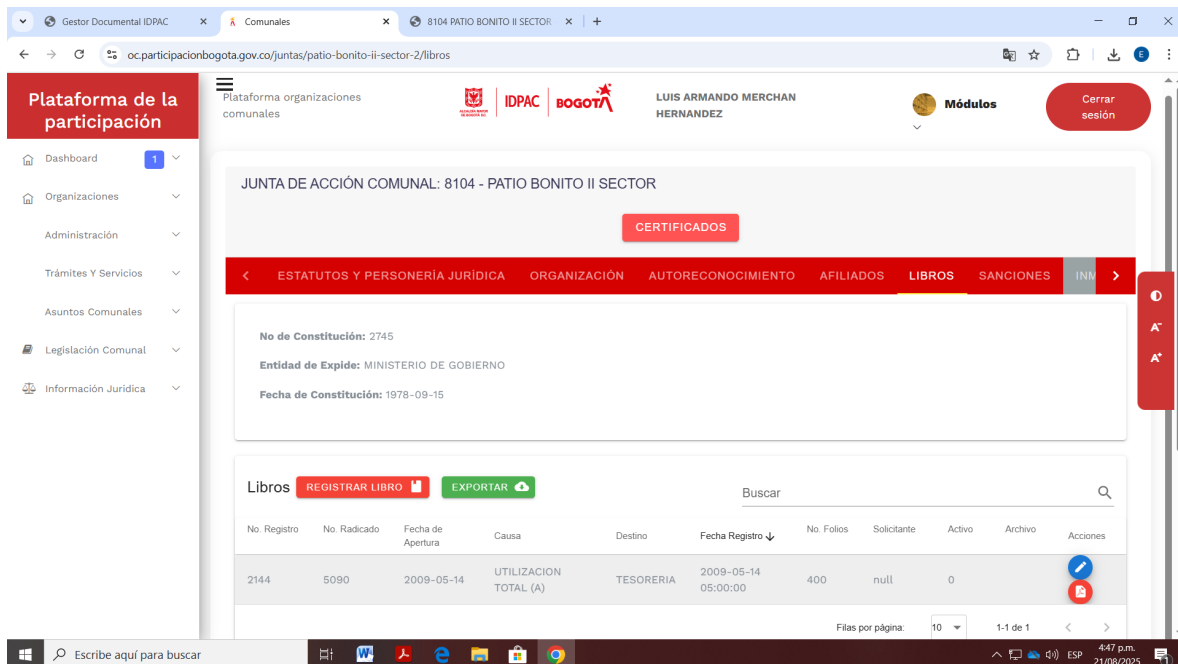 Gestor Documental IDPAC
Comunales
8104 PATIO BONITO II SECTOR
oc.participacionbogota.gov.co/juntas/patio-bonito-ii-sector-2/libros
E
Plataforma de la
participación
Dashboard
1
Organizaciones
Administración
Trámites Y Servicios
Asuntos Comunales
Legislación Comunal
Información Juridica
Plataforma organizaciones
comunales
IDPAC
BOGOTÁ
LUIS ARMANDO MERCHAN
HERNANDEZ
Módulos
Cerrar
sesión
JUNTA DE ACCIÓN COMUNAL: 8104 - PATIO BONITO II SECTOR
CERTIFICADOS
ESTATUTOS Y PERSONERÍA JURÍDICA ORGANIZACIÓN AUTORECONOCIMIENTO AFILIADOS LIBROS SANCIONES INM
A-
A+
No de Constitución: 2745
Entidad de Expide: MINISTERIO DE GOBIERNO
Fecha de Constitución: 1978-09-15
Libros
REGISTRAR LIBRO
EXPORTAR
Buscar
No. Registro No. Radicado Fecha de Apertura Causa Destino Fecha Registro No. Folios Solicitante Activo Archivo Acciones
2144 5090 2009-05-14 UTILIZACION TOTAL (A) TESORERIA 2009-05-14 05:00:00 400 null 0
Filas por página: 10 1-1 de 1
Escribe aquí para buscar
ESP
4:47 p.m.
21/08/2025